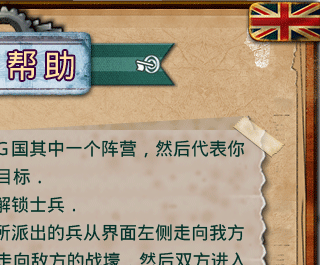 帮助
G国其中一个阵营，然后代表你
目标．
解锁士兵．
所派出的兵从界面左侧走向我方
走向敌方的战壕，然后双方进入